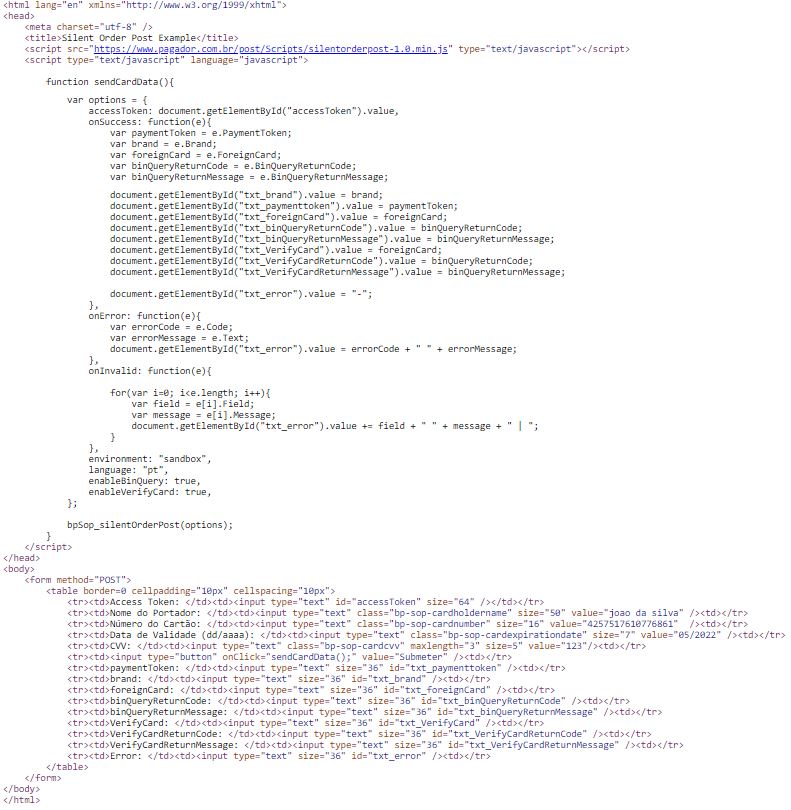 <html lang="en" xmlns="http://www.w3.org/1999/xhtml">
<head>
<meta charset="utf-8" />
<title>Silent Order Post Example</title>
<script src="https://www.pagador.com.br/post/Scripts/silentorderpost-1.0.min.js" type="text/javascript"></script>
<script type="text/javascript" language="javascript">
function sendCardData(){
var options = {
accessToken: document.getElementById("accessToken").value,
onSuccess: function(e){
var paymentToken = e.PaymentToken;
var brand = e.Brand;
var foreignCard = e.ForeignCard;
var binQueryReturnCode = e.BinQueryReturnCode;
var binQueryReturnMessage = e.BinQueryReturnMessage;
document.getElementById("txt_brand").value = brand;
document.getElementById("txt_paymenttoken").value = paymentToken;
document.getElementById("txt_foreignCard").value = foreignCard;
document.getElementById("txt_binQueryReturnCode").value = binQueryReturnCode;
document.getElementById("txt_binQueryReturnMessage").value = binQueryReturnMessage;
document.getElementById("txt_VerifyCard").value = foreignCard;
document.getElementById("txt_VerifyCardReturnCode").value = binQueryReturnCode;
document.getElementById("txt_VerifyCardReturnMessage").value = binQueryReturnMessage;
document.getElementById("txt_error").value = "-";
},
onError: function(e){
var errorCode = e.Code;
var errorMessage = e.Text;
document.getElementById("txt_error").value = errorCode + " " + errorMessage;
},
onInvalid: function(e){
for(var i=0; i<e.length; i++){
var field = e[i].Field;
var message = e[i].Message;
document.getElementById("txt_error").value += field + " " + message + " | ";
}
},
environment: "sandbox",
language: "pt",
enableBinQuery: true,
enableVerifyCard: true,
};
bpSop_silentOrderPost(options);
}
</script>
</head>
<body>
<form method="POST">
<table border=0 cellpadding="10px" cellspacing="10px">
<tr><td>Access Token: </td><td><input type="text" id="accessToken" size="64" /></td></tr>
<tr><td>Nome do Portador: </td><td><input type="text" class="bp-sop-cardholdername" size="50" value="joao da silva" /><td></tr>
<tr><td>Número do Cartão: </td><td><input type="text" class="bp-sop-cardnumber" size="16" value="4257517610776861"  /><td></tr>
<tr><td>Data de Validade (dd/aaaa): </td><td><input type="text" class="bp-sop-cardexpirationdate" size="7" value="05/2022" /><td></tr>
<tr><td>CVV: </td><td><input type="text" class="bp-sop-cardcvv" maxlength="3" size=5" value="123"/><td></tr>
<tr><td><input type="button" onClick="sendCardData();" value="Submeter" /><td></tr>
<tr><td>paymentToken: </td><td><input type="text" size="36" id="txt_paymenttoken" /><td></tr>
<tr><td>brand: </td><td><input type="text" size="36" id="txt_brand" /><td></tr>
<tr><td>foreignCard: </td><td><input type="text" size="36" id="txt_foreignCard" /><td></tr>
<tr><td>binQueryReturnCode: </td><td><input type="text" size="36" id="txt_binQueryReturnCode" /><td></tr>
<tr><td>binQueryReturnMessage: </td><td><input type="text" size="36" id="txt_binQueryReturnMessage" /><td></tr>
<tr><td>VerifyCard: </td><td><input type="text" size="36" id="txt_VerifyCard" /><td></tr>
<tr><td>VerifyCardReturnCode: </td><td><input type="text" size="36" id="txt_VerifyCardReturnCode" /><td></tr>
<tr><td>VerifyCardReturnMessage: </td><td><input type="text" size="36" id="txt_VerifyCardReturnMessage" /><td></tr>
<tr><td>Error: </td><td><input type="text" size="36" id="txt_error" /><td></tr>
</table>
</form>
</body>
</html>